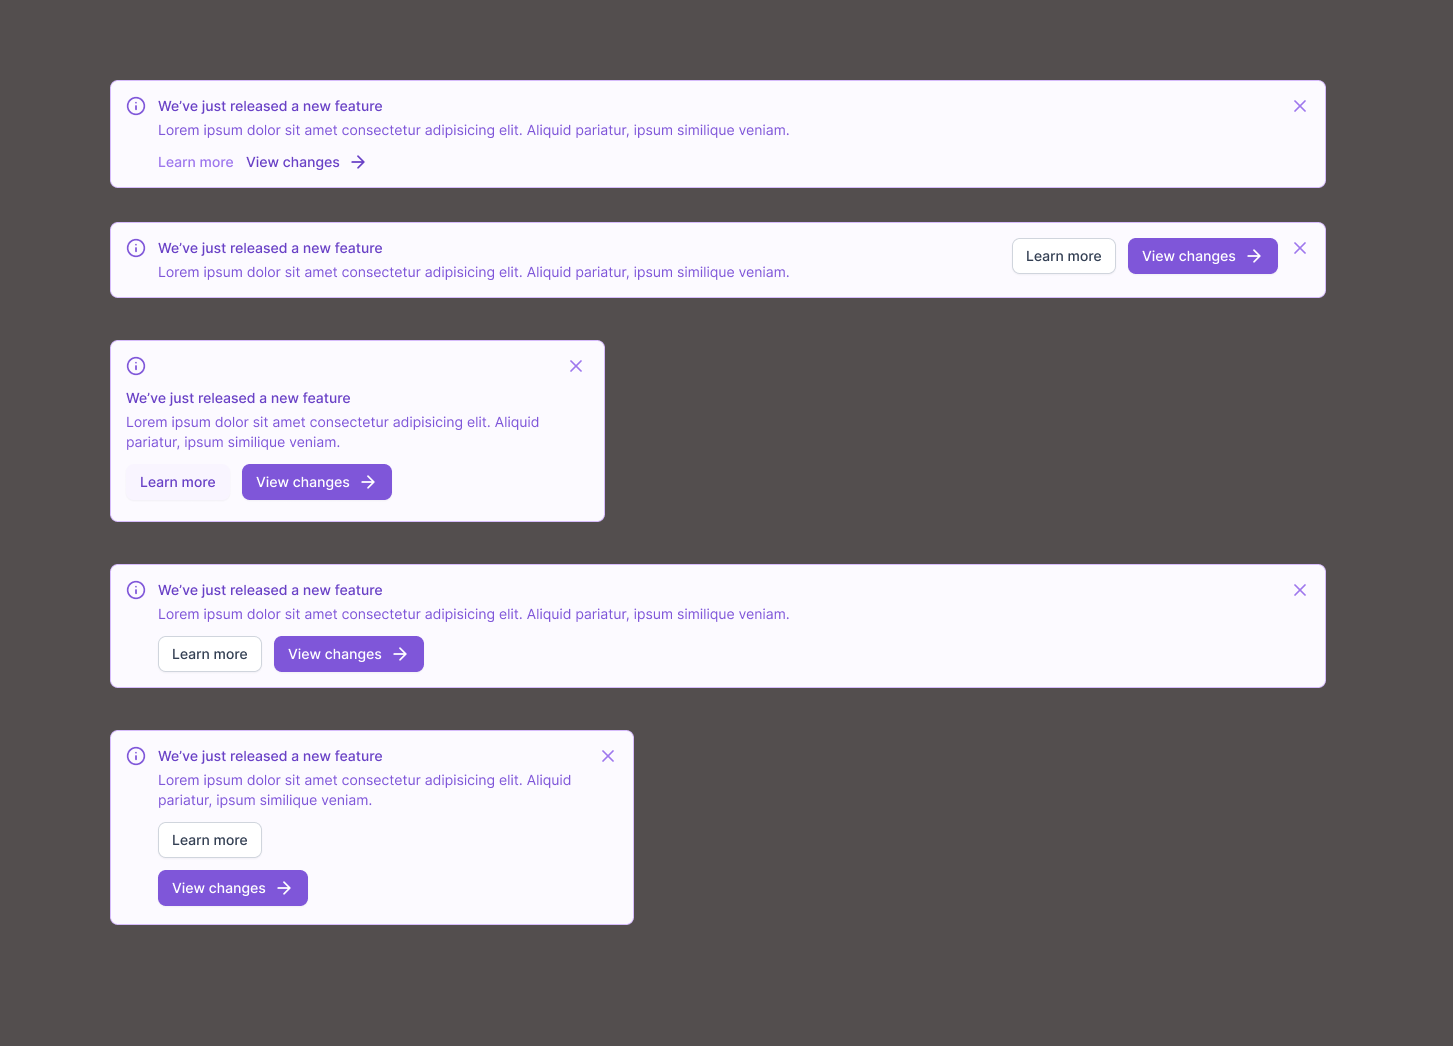 We've just released a new feature
Lorem ipsum dolor sit amet consectetur adipisicing elit. Aliquid pariatur, ipsum similique veniam.
Learn more View changes
We've just released a new feature
Lorem ipsum dolor sit amet consectetur adipisicing elit. Aliquid pariatur, ipsum similique veniam.
Learn more View changes
We've just released a new feature
Lorem ipsum dolor sit amet consectetur adipisicing elit. Aliquid
pariatur, ipsum similique veniam.
Learn more View changes
We've just released a new feature
Lorem ipsum dolor sit amet consectetur adipisicing elit. Aliquid pariatur, ipsum similique veniam.
Learn more View changes
We've just released a new feature
Lorem ipsum dolor sit amet consectetur adipisicing elit. Aliquid
pariatur, ipsum similique veniam.
Learn more
View changes